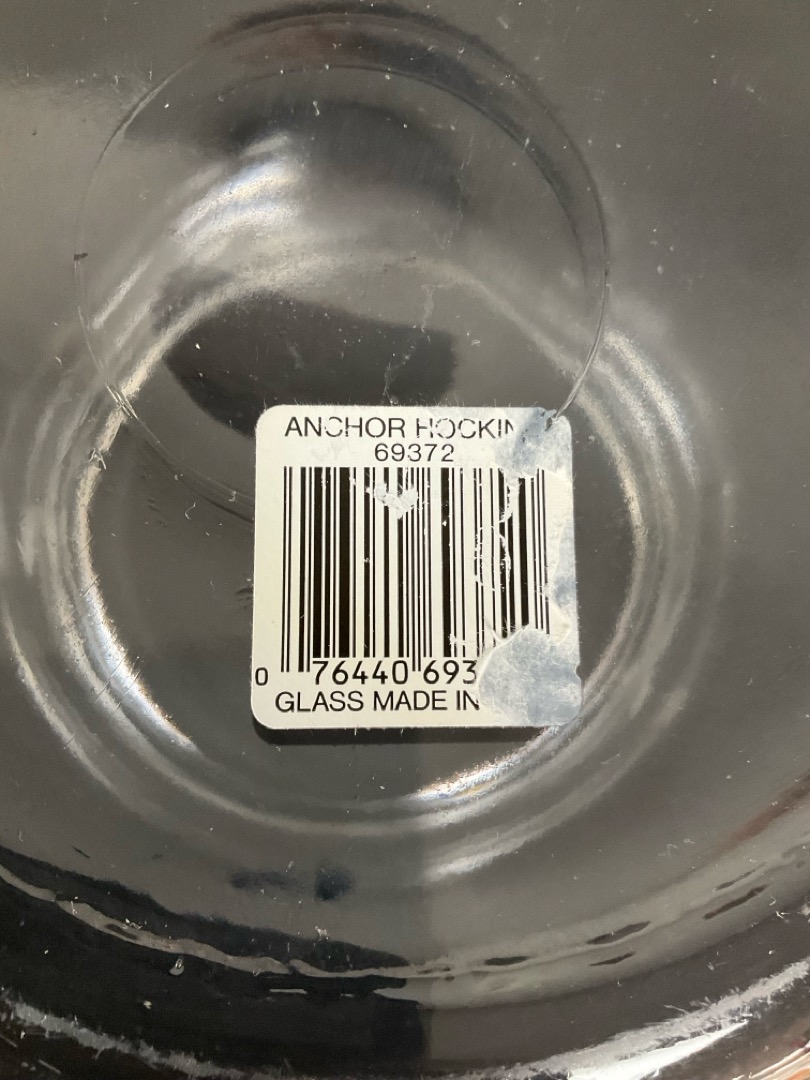 ANCHOR HOCKIN
69372
0 76440 693
GLASS MADE IN